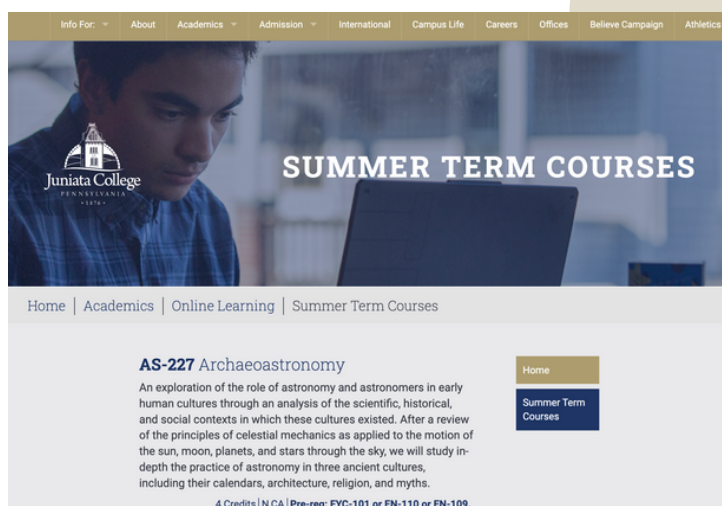 Info For: About Academics Admission International Campus Life Careers Offices Believe Campaign Athletics
Juniata College
PENNSYLVANIA
• 1876 •
SUMMER TERM COURSES
Home | Academics | Online Learning | Summer Term Courses
AS-227 Archaeoastronomy
An exploration of the role of astronomy and astronomers in early
human cultures through an analysis of the scientific, historical,
and social contexts in which these cultures existed. After a review
of the principles of celestial mechanics as applied to the motion of
the sun, moon, planets, and stars through the sky, we will study in-
depth the practice of astronomy in three ancient cultures,
including their calendars, architecture, religion, and myths.
4 Credits | N CA | Pre-req: FYC-101 or EN-110 or EN-109.
Home
Summer Term
Courses